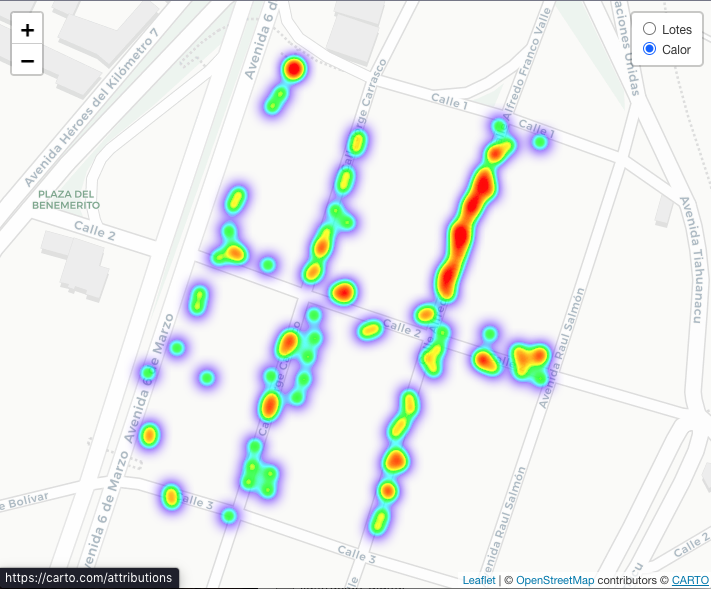 +
−
Lotes
Calor
Avenida 6 d
Avenida Héroes del Kilómetro 7
Carrasco
Alfredo Franco Valle
aciones Unidas
Calle 1
Calle 1
PLAZA DEL
BENEMERITO
Calle 2
Avenida Tiahuanacu
Avenida 6 de Marzo
Calle 2
Avenida Raul Salmón
Avenida 6 de Marzo
e Bolívar
Calle 3
Calle 3
enida Raul Salmón
Calle 2
https://carto.com/attributions
Leaflet | © OpenStreetMap contributors © CARTO